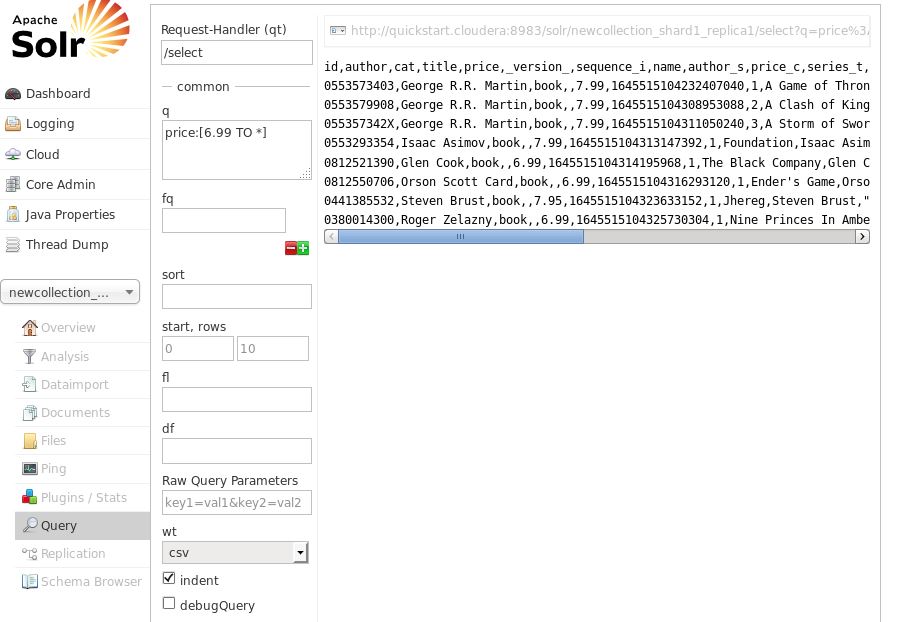 Apache
Solr
Dashboard
Logging
Cloud
Core Admin
Java Properties
Thread Dump
newcollection_...
Overview
Analysis
Dataimport
Documents
Files
Ping
Plugins / Stats
Query
Replication
Schema Browser
Request-Handler (qt)
/select
common
q
price:[6.99 TO *]
fq
sort
start, rows
0 10
fl
df
Raw Query Parameters
key1=val1&key2=val2
wt
csv
indent
debugQuery
http://quickstart.cloudera:8983/solr/newcollection_shard1_replica1/select?q=price%3/
id,author,cat,title,price,_version_,sequence_i,name,author_s,price_c,series_t,
0553573403,George R.R. Martin,book,,7.99,1645515104232407040,1,A Game of Thron
0553579908,George R.R. Martin,book,,7.99,1645515104308953088,2,A Clash of King
055357342X,George R.R. Martin,book,,7.99,1645515104311050240,3,A Storm of Swor
0553293354,Isaac Asimov,book,,7.99,1645515104313147392,1,Foundation,Isaac Asim
0812521390,Glen Cook,book,,6.99,1645515104314195968,1,The Black Company,Glen C
0812550706,Orson Scott Card,book,,6.99,1645515104316293120,1,Ender's Game,Orso
0441385532,Steven Brust,book,,7.95,1645515104323633152,1,Jhereg,Steven Brust,"
0380014300,Roger Zelazny,book,,6.99,1645515104325730304,1,Nine Princes In Ambe